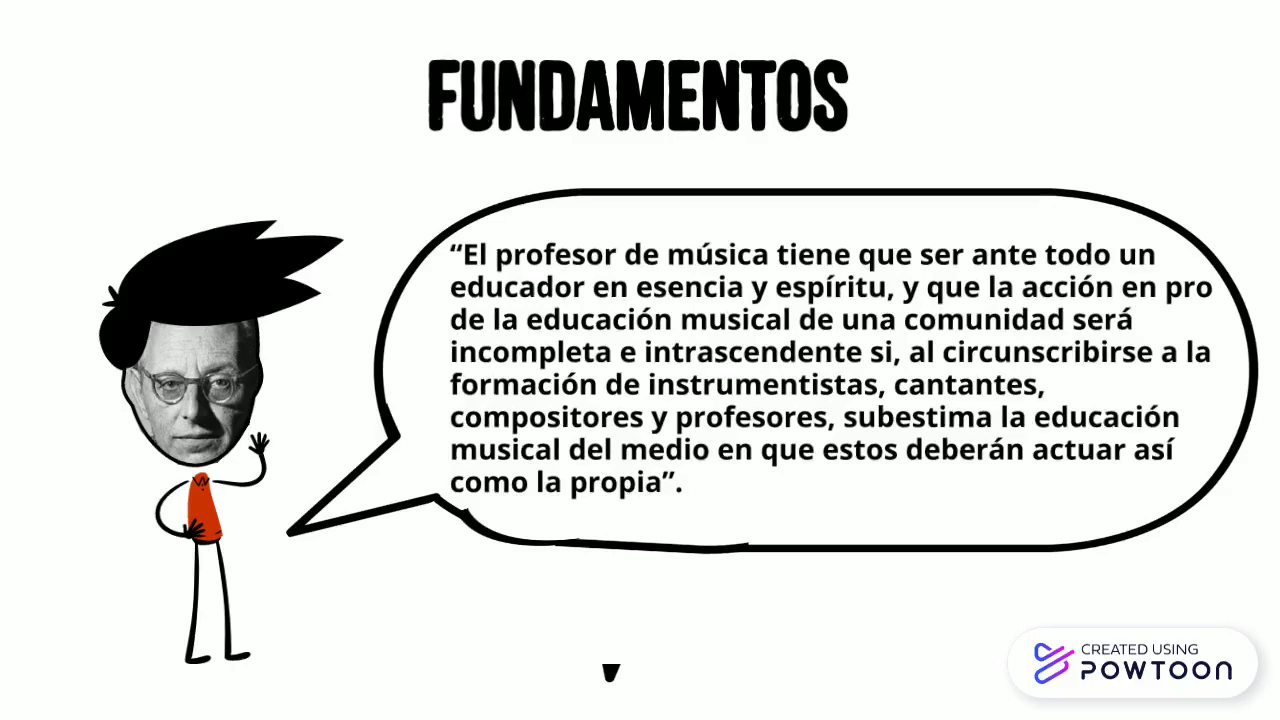 FUNDAMENTOS
“El profesor de música tiene que ser ante todo un
educador en esencia y espíritu, y que la acción en pro
de la educación musical de una comunidad será
incompleta e intrascendente si, al circunscribirse a la
formación de instrumentistas, cantantes,
compositores y profesores, subestima la educación
musical del medio en que estos deberán actuar así
como la propia”.
CREATED USING
POWTOON